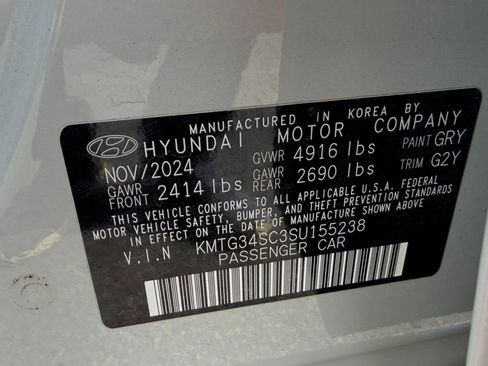 MANUFACTURED IN KOREA BY
HYUNDAI MOTOR COMPANY
NOV/2024 GVWR 4916 lbs PAINT GRY
GAWR FRONT 2414 lbs GAWR REAR 2690 lbs TRIM G2Y
THIS VEHICLE CONFORMS TO ALL APPLICABLE U.S.A. FEDERAL
MOTOR VEHICLE SAFETY, BUMPER, AND THEFT PREVENTION STANDARDS
IN EFFECT ON THE DATE OF MANUFACTURE SHOWN ABOVE.
V.I.N KMTG34SC3SU155238
PASSENGER CAR